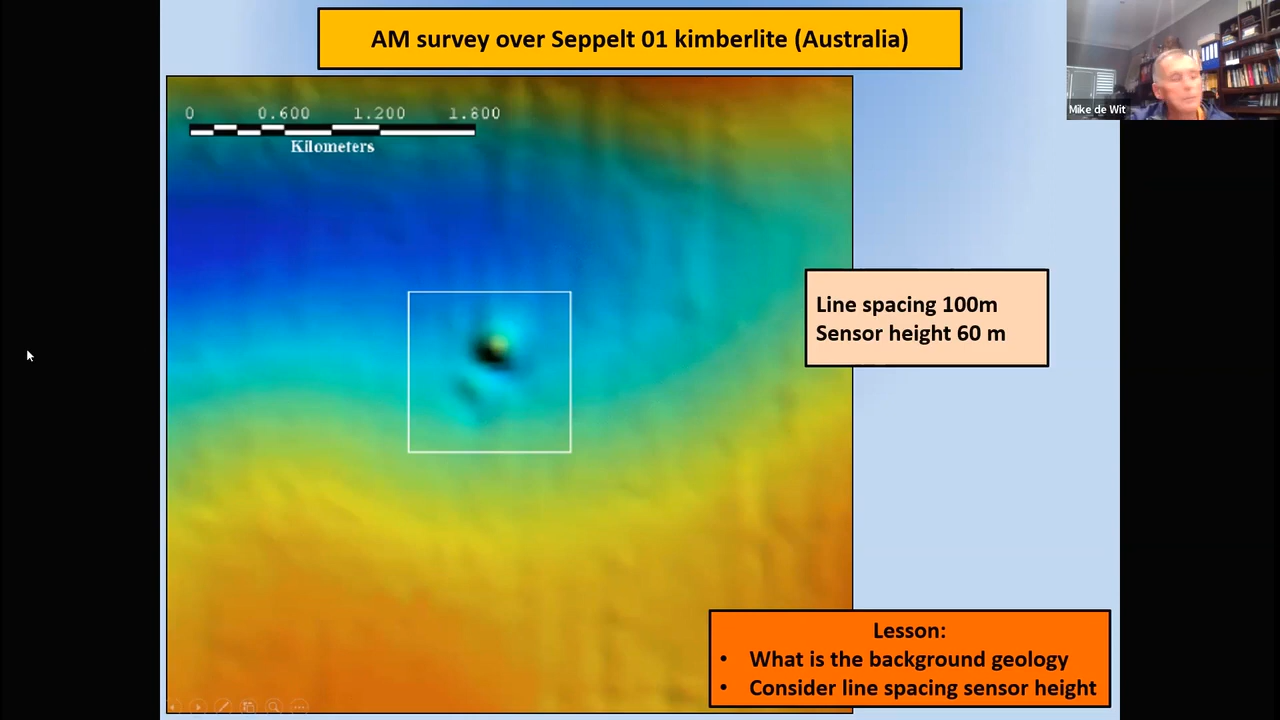 AM survey over Seppelt 01 kimberlite (Australia)
Mike de Wit
0 0.600 1.200 1.800
Kilometers
Line spacing 100m
Sensor height 60 m
Lesson:
• What is the background geology
• Consider line spacing sensor height